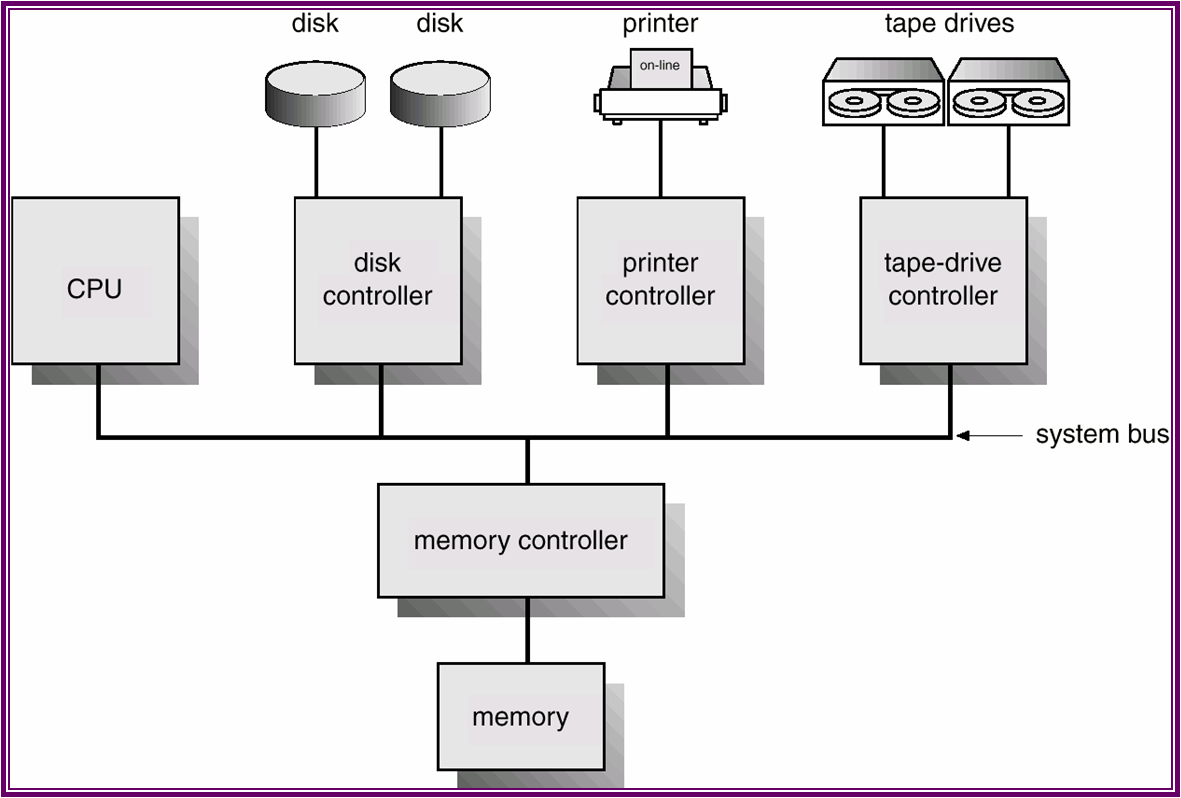 disk
disk
printer
tape drives
on-line
CPU
disk
controller
printer
controller
tape-drive
controller
system bus
memory controller
memory